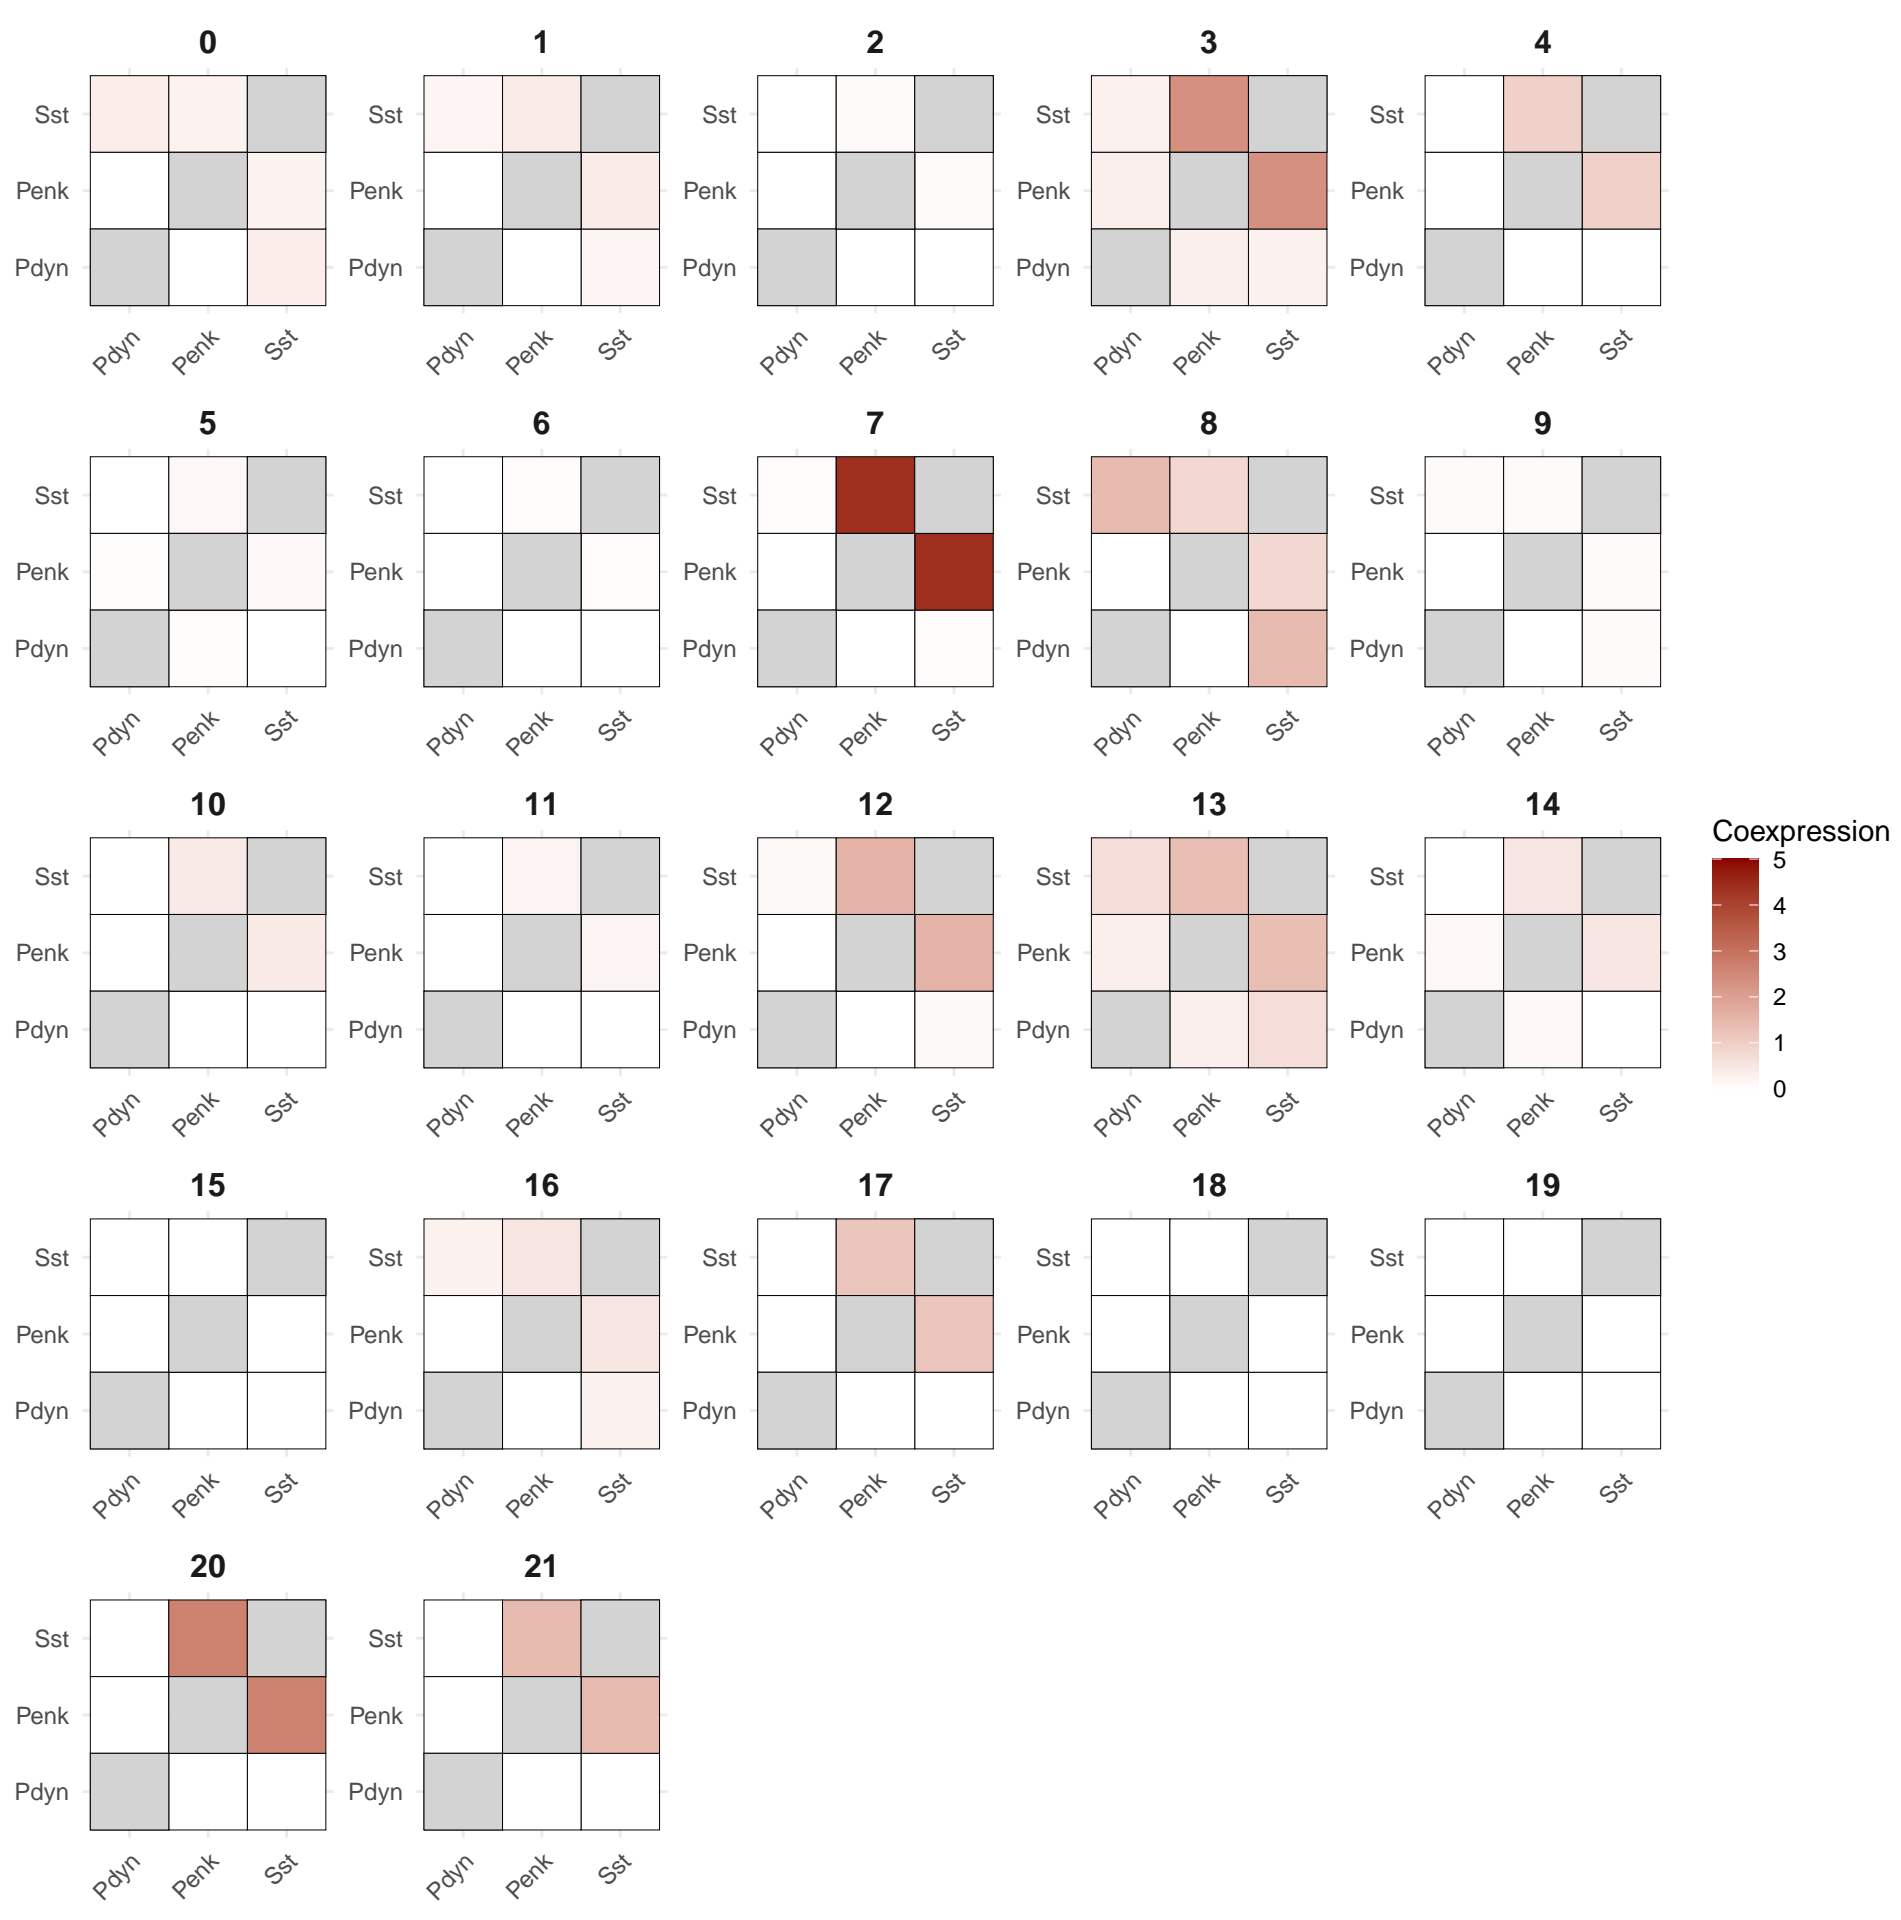 0 1 2 3 4
Sst Sst Sst Sst Sst
Penk Penk Penk Penk Penk
Pdyn Pdyn Pdyn Pdyn Pdyn
Pdyn Penk Sst Pdyn Penk Sst Pdyn Penk Sst Pdyn Penk Sst Pdyn Penk Sst
5 6 7 8 9
Sst Sst Sst Sst Sst
Penk Penk Penk Penk Penk
Pdyn Pdyn Pdyn Pdyn Pdyn
Pdyn Penk Sst Pdyn Penk Sst Pdyn Penk Sst Pdyn Penk Sst Pdyn Penk Sst
10 11 12 13 14
Sst Sst Sst Sst Sst
Penk Penk Penk Penk Penk
Pdyn Pdyn Pdyn Pdyn Pdyn
Pdyn Penk Sst Pdyn Penk Sst Pdyn Penk Sst Pdyn Penk Sst Pdyn Penk Sst
Coexpression
5
4
3
2
1
0
15 16 17 18 19
Sst Sst Sst Sst Sst
Penk Penk Penk Penk Penk
Pdyn Pdyn Pdyn Pdyn Pdyn
Pdyn Penk Sst Pdyn Penk Sst Pdyn Penk Sst Pdyn Penk Sst Pdyn Penk Sst
20 21
Sst Sst
Penk Penk
Pdyn Pdyn
Pdyn Penk Sst Pdyn Penk Sst